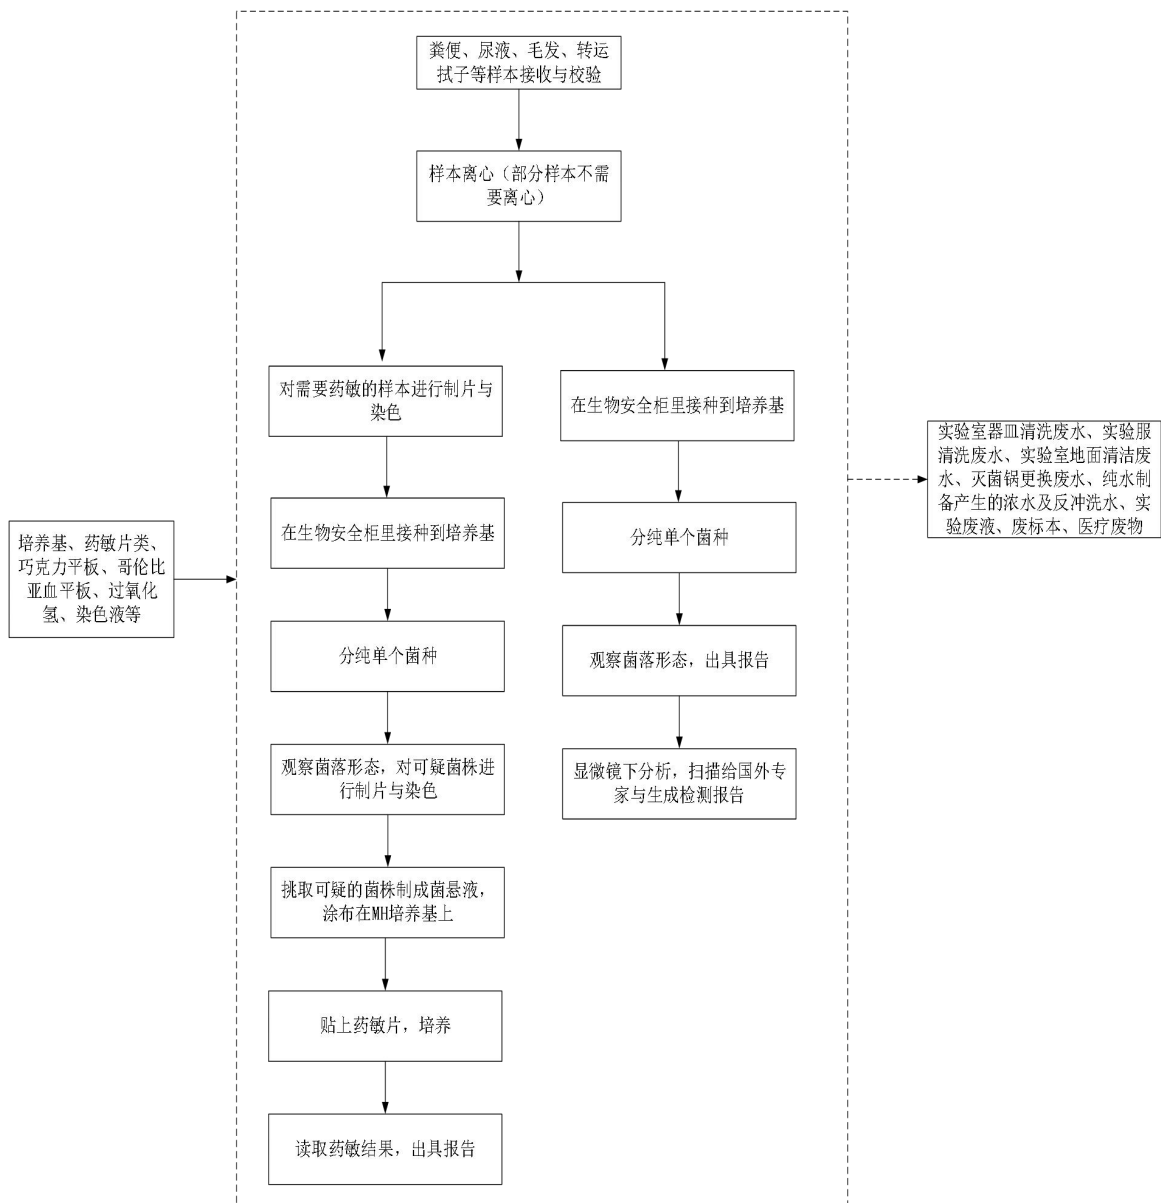 粪便、尿液、毛发、转运
拭子等样本接收与校验
样本离心（部分样本不需
要离心）
对需要药敏的样本进行制片与
染色
在生物安全柜里接种到培养基
分纯单个菌种
观察菌落形态，对可疑菌株进
行制片与染色
挑取可疑的菌株制成菌悬液，
涂布在MH培养基上
贴上药敏片，培养
读取药敏结果，出具报告
在生物安全柜里接种到培养基
分纯单个菌种
观察菌落形态，出具报告
显微镜下分析，扫描给国外专
家与生成检测报告
培养基、药敏片类、
巧克力平板、哥伦比
亚血平板、过氧化
氢、染色液等
实验室器皿清洗废水、实验服
清洗废水、实验室地面清洁废
水、灭菌锅更换废水、纯水制
备产生的浓水及反冲洗水、实
验废液、废标本、医疗废物